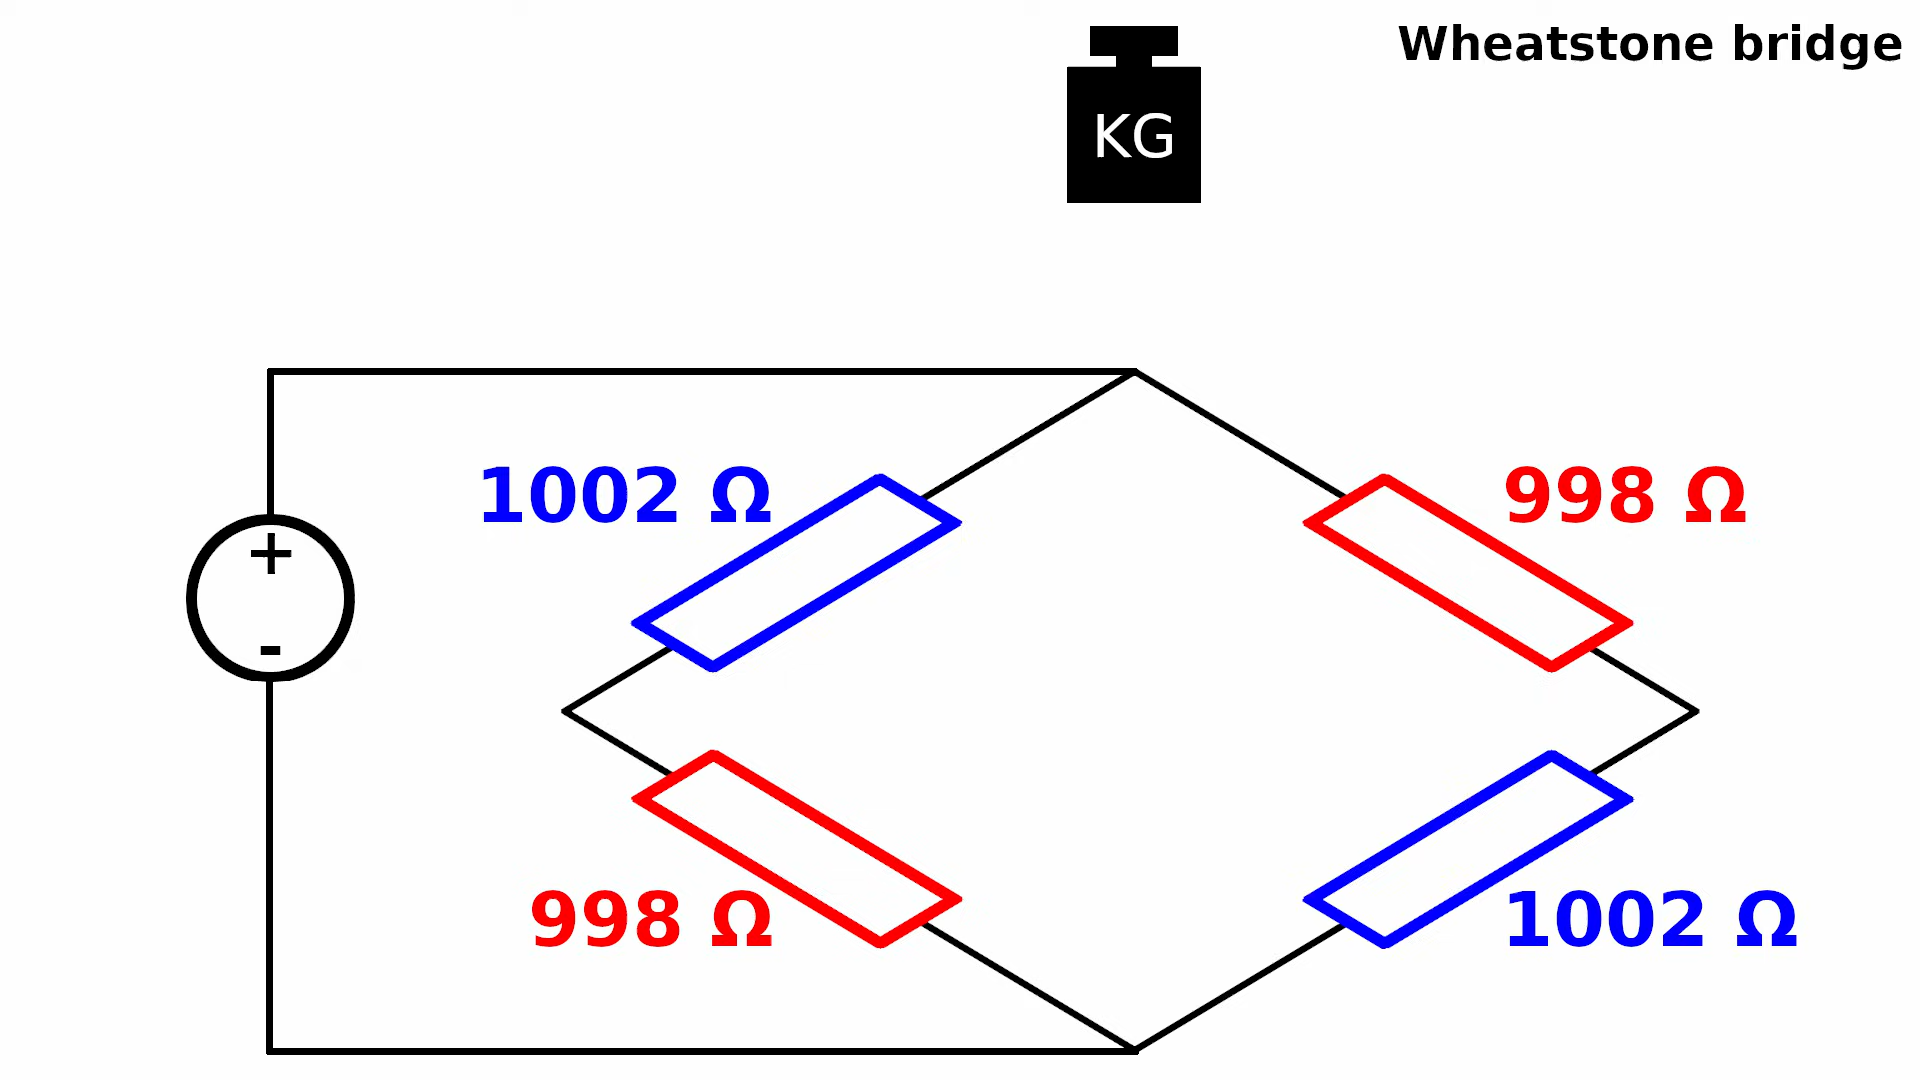 Wheatstone bridge
KG
1002 Ω
998 Ω
+
-
998 Ω
1002 Ω